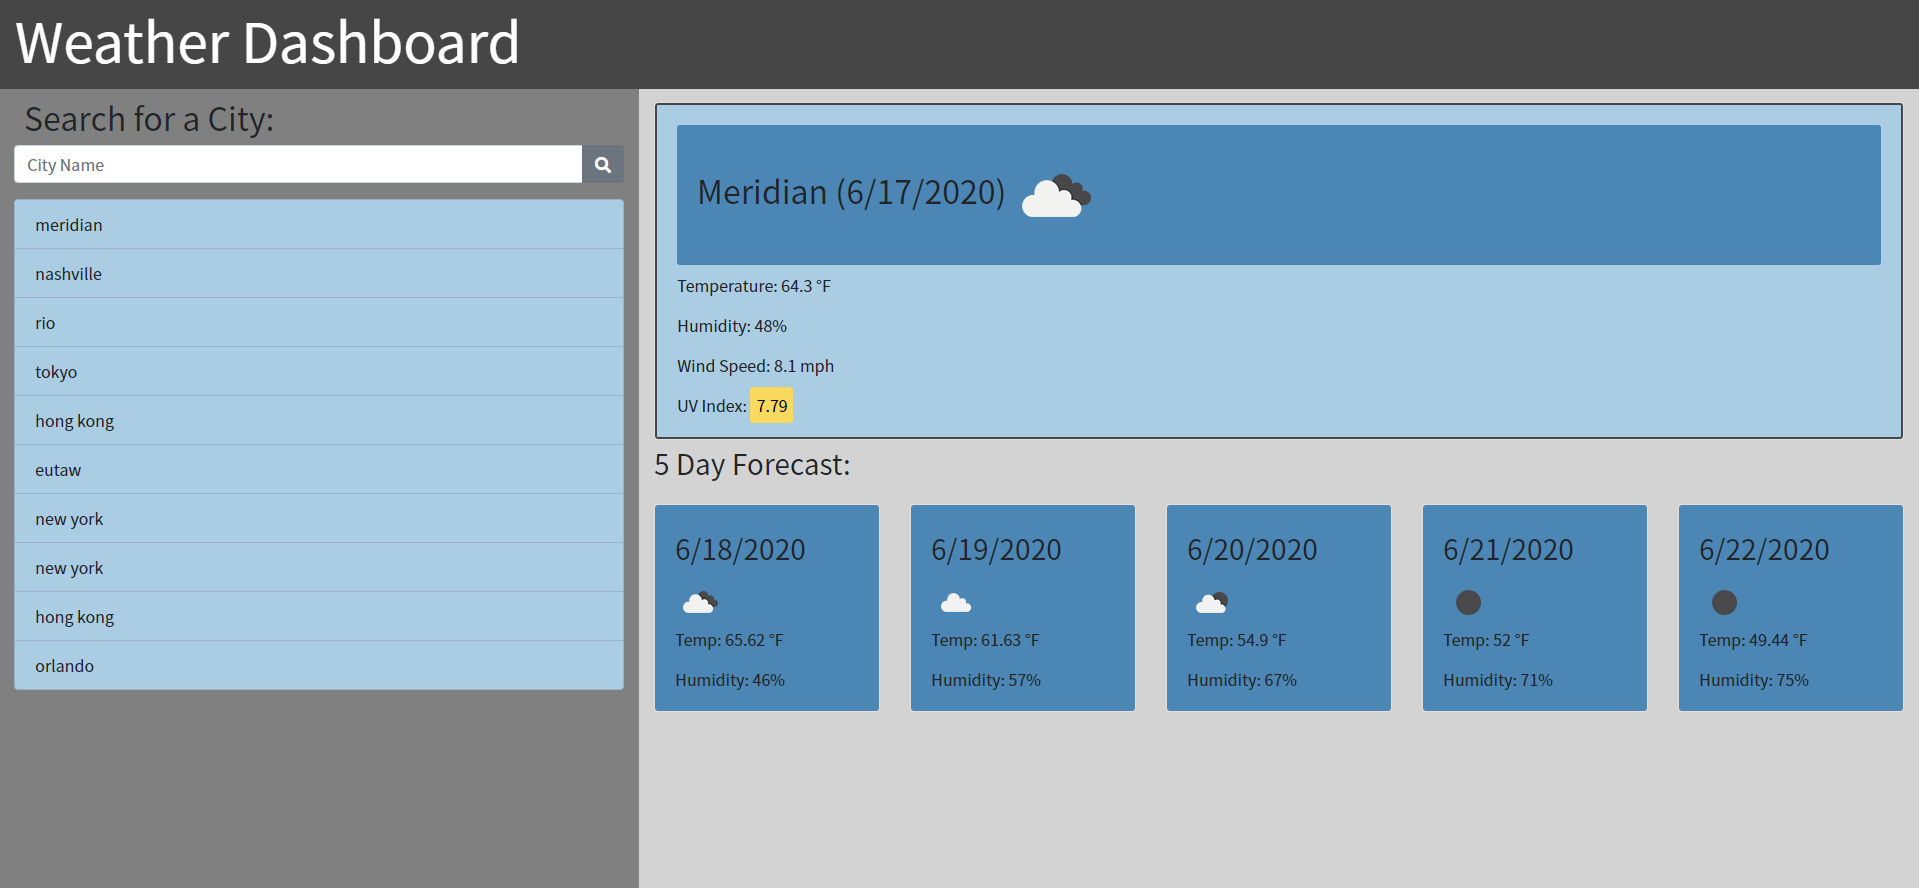 Weather Dashboard
Search for a City:
City Name
meridian
nashville
rio
tokyo
hong kong
eutaw
new york
new york
hong kong
orlando
Meridian (6/17/2020)
Temperature: 64.3 °F
Humidity: 48%
Wind Speed: 8.1 mph
UV Index: 7.79
5 Day Forecast:
6/18/2020
Temp: 65.62 °F
Humidity: 46%
6/19/2020
Temp: 61.63 °F
Humidity: 57%
6/20/2020
Temp: 54.9 °F
Humidity: 67%
6/21/2020
Temp: 52 °F
Humidity: 71%
6/22/2020
Temp: 49.44 °F
Humidity: 75%